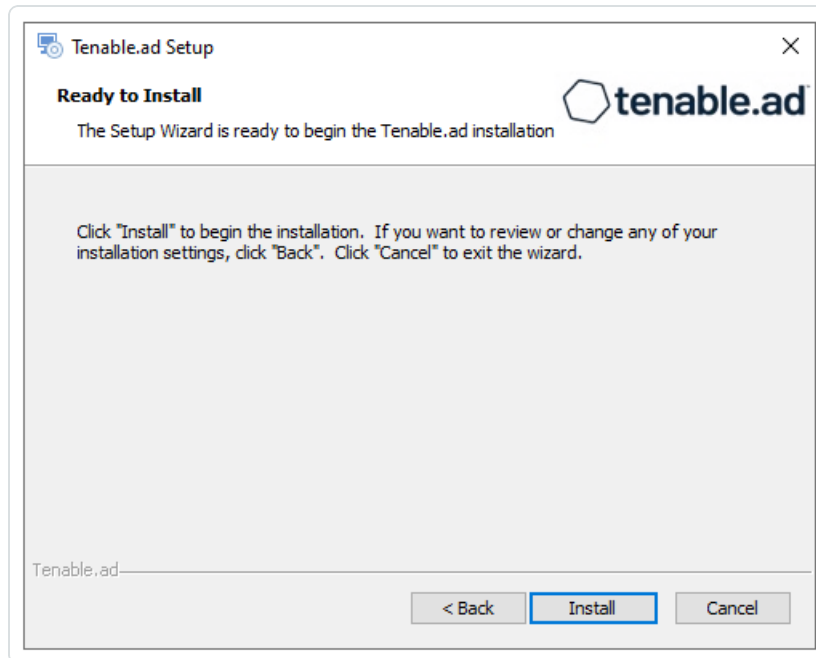 Tenable.ad Setup
Ready to Install
The Setup Wizard is ready to begin the Tenable.ad installation
tenable.ad
Click "Install" to begin the installation. If you want to review or change any of your
installation settings, click "Back". Click "Cancel" to exit the wizard.
Tenable.ad
< Back
Install
Cancel